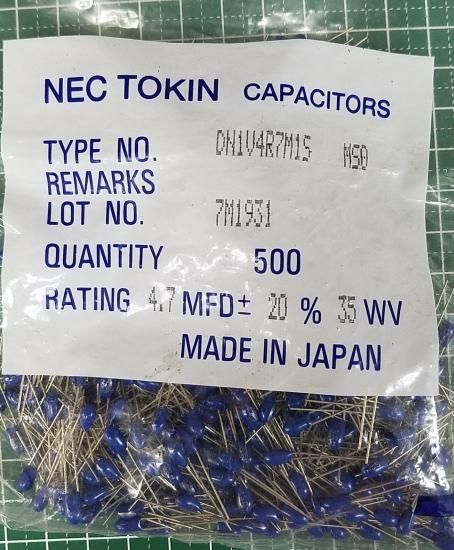 NEC TOKIN CAPACITORS
TYPE NO. DN1V4R7M1S MSD
REMARKS
LOT NO. 7M1931
QUANTITY 500
RATING 4.7 MFD± 20 % 35 WV
MADE IN JAPAN